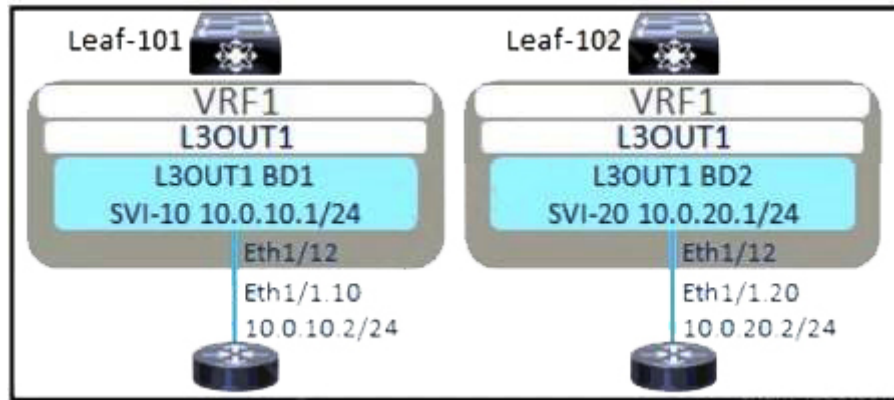 Leaf-101
VRF1
L3OUT1
L3OUT1 BD1
SVI-10 10.0.10.1/24
Eth1/12
Eth1/1.10
10.0.10.2/24
Leaf-102
VRF1
L3OUT1
L3OUT1 BD2
SVI-20 10.0.20.1/24
Eth1/12
Eth1/1.20
10.0.20.2/24